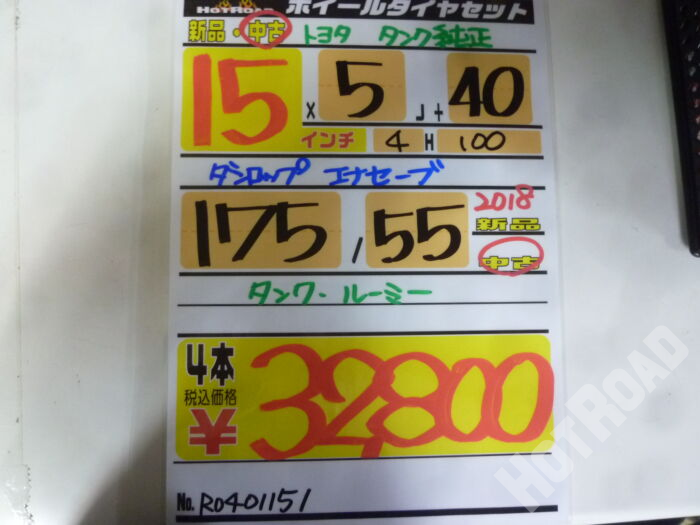 HOTROAD ホイールタイヤセット
新品・中古 トヨタ タンク純正
15 x 5 J + 40
インチ 4 H 100
ダンロップ エナセーブ
175 / 55 2018
新品
中古
タンク・ルーミー
4本
税込価格
¥ 32,800
No. R0401151
HOTROAD